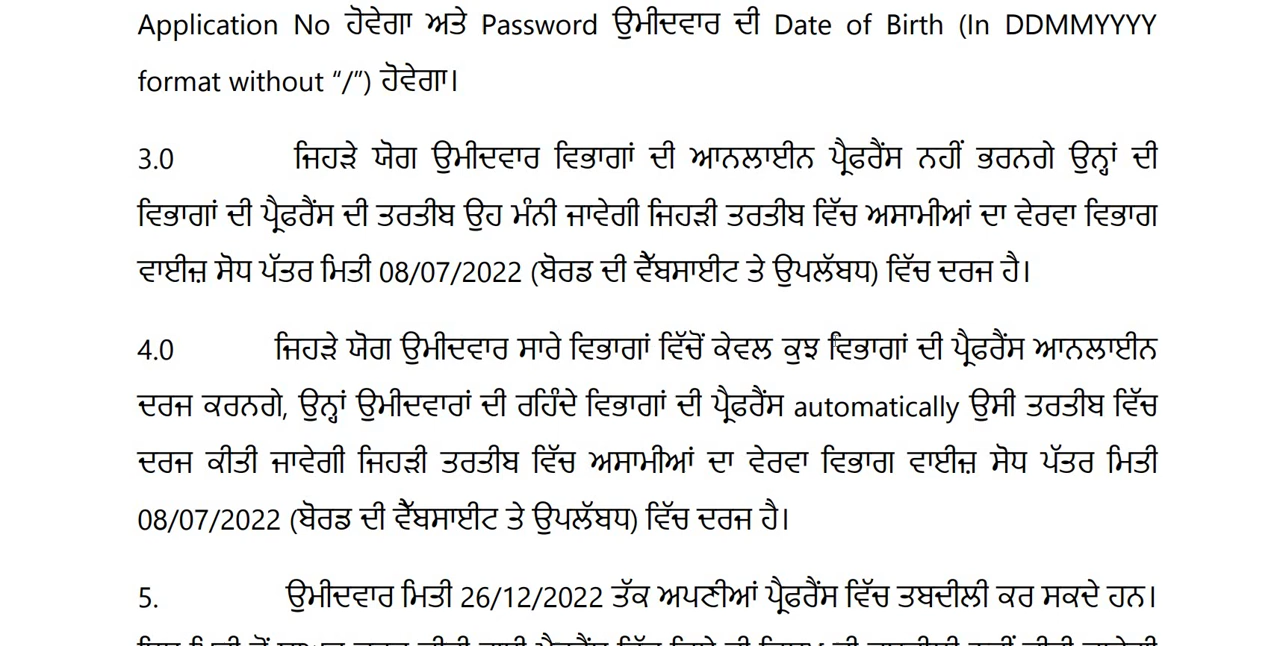 Application No ਹੋਵੇਗਾ ਅਤੇ Password ਉਮੀਦਵਾਰ ਦੀ Date of Birth (In DDMMYYYY
format without “/”) ਹੋਵੇਗਾ।
3.0 ਜਿਹੜੇ ਯੋਗ ਉਮੀਦਵਾਰ ਵਿਭਾਗਾਂ ਦੀ ਆਨਲਾਈਨ ਪ੍ਰੈਫਰੈਂਸ ਨਹੀਂ ਭਰਨਗੇ ਉਨ੍ਹਾਂ ਦੀ
ਵਿਭਾਗਾਂ ਦੀ ਪ੍ਰੈਫਰੈਂਸ ਦੀ ਤਰਤੀਬ ਉਹ ਮੰਨੀ ਜਾਵੇਗੀ ਜਿਹੜੀ ਤਰਤੀਬ ਵਿੱਚ ਅਸਾਮੀਆਂ ਦਾ ਵੇਰਵਾ ਵਿਭਾਗ
ਵਾਈਜ਼ ਸੋਧ ਪੱਤਰ ਮਿਤੀ 08/07/2022 (ਬੋਰਡ ਦੀ ਵੈੱਬਸਾਈਟ ਤੇ ਉਪਲੱਬਧ) ਵਿੱਚ ਦਰਜ ਹੈ।
4.0 ਜਿਹੜੇ ਯੋਗ ਉਮੀਦਵਾਰ ਸਾਰੇ ਵਿਭਾਗਾਂ ਵਿੱਚੋਂ ਕੇਵਲ ਕੁਝ ਵਿਭਾਗਾਂ ਦੀ ਪ੍ਰੈਫਰੈਂਸ ਆਨਲਾਈਨ
ਦਰਜ ਕਰਨਗੇ, ਉਨ੍ਹਾਂ ਉਮੀਦਵਾਰਾਂ ਦੀ ਰਹਿੰਦੇ ਵਿਭਾਗਾਂ ਦੀ ਪ੍ਰੈਫਰੈਂਸ automatically ਉਸੀ ਤਰਤੀਬ ਵਿੱਚ
ਦਰਜ ਕੀਤੀ ਜਾਵੇਗੀ ਜਿਹੜੀ ਤਰਤੀਬ ਵਿੱਚ ਅਸਾਮੀਆਂ ਦਾ ਵੇਰਵਾ ਵਿਭਾਗ ਵਾਈਜ਼ ਸੋਧ ਪੱਤਰ ਮਿਤੀ
08/07/2022 (ਬੋਰਡ ਦੀ ਵੈੱਬਸਾਈਟ ਤੇ ਉਪਲੱਬਧ) ਵਿੱਚ ਦਰਜ ਹੈ।
5. ਉਮੀਦਵਾਰ ਮਿਤੀ 26/12/2022 ਤੱਕ ਅਪਣੀਆਂ ਪ੍ਰੈਫਰੈਂਸ ਵਿੱਚ ਤਬਦੀਲੀ ਕਰ ਸਕਦੇ ਹਨ।